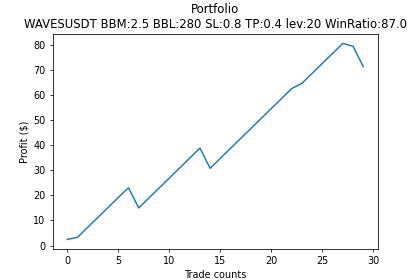 Portfolio
WAVESUSDT BBM:2.5 BBL:280 SL:0.8 TP:0.4 lev:20 WinRatio:87.0
Profit ($)
80
70
60
50
40
30
20
10
0
0 5 10 15 20 25 30
Trade counts